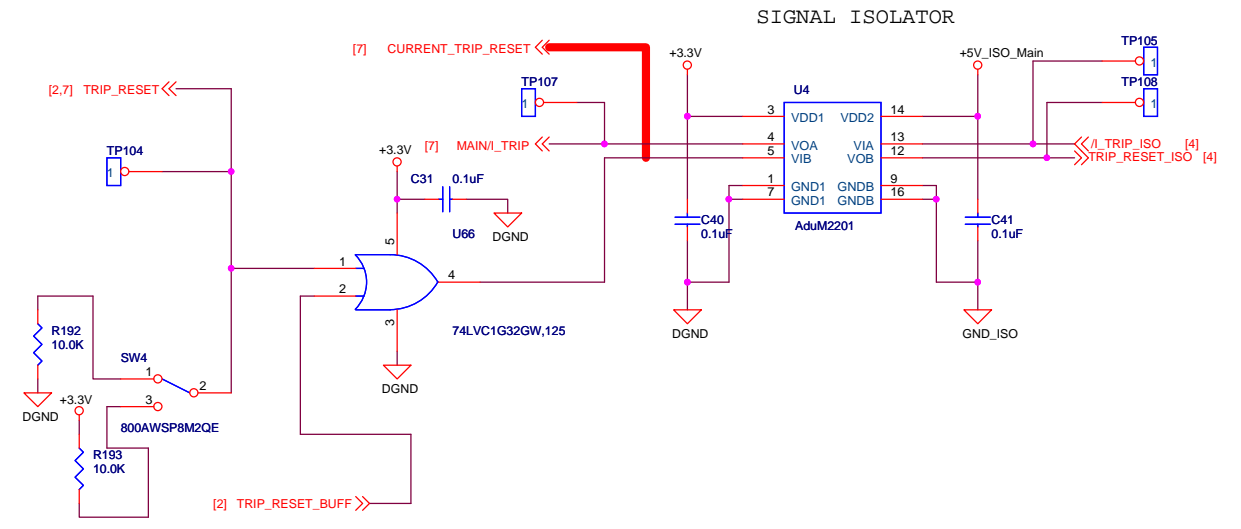 SIGNAL ISOLATOR
[7] CURRENT_TRIP_RESET
+3.3V
+5V_ISO_Main
TP105
1
[2,7] TRIP_RESET
TP107
1
U4
TP108
1
3 VDD1 VDD2 14
[7] MAIN/I_TRIP
4 VOA VIA 13
/I_TRIP_ISO [4]
5 VIB VOB 12
TRIP_RESET_ISO [4]
TP104
1
+3.3V
C31 0.1uF
1 GND1 GNDB 9
7 GND1 GNDB 16
AduM2201
U66
DGND
C40
0.1uF
C41
0.1uF
5
1
2
4
3
74LVC1G32GW,125
DGND
GND_ISO
R192
10.0K
SW4
1
2
3
DGND
DGND
+3.3V
800AWSP8M2QE
R193
10.0K
[2] TRIP_RESET_BUFF